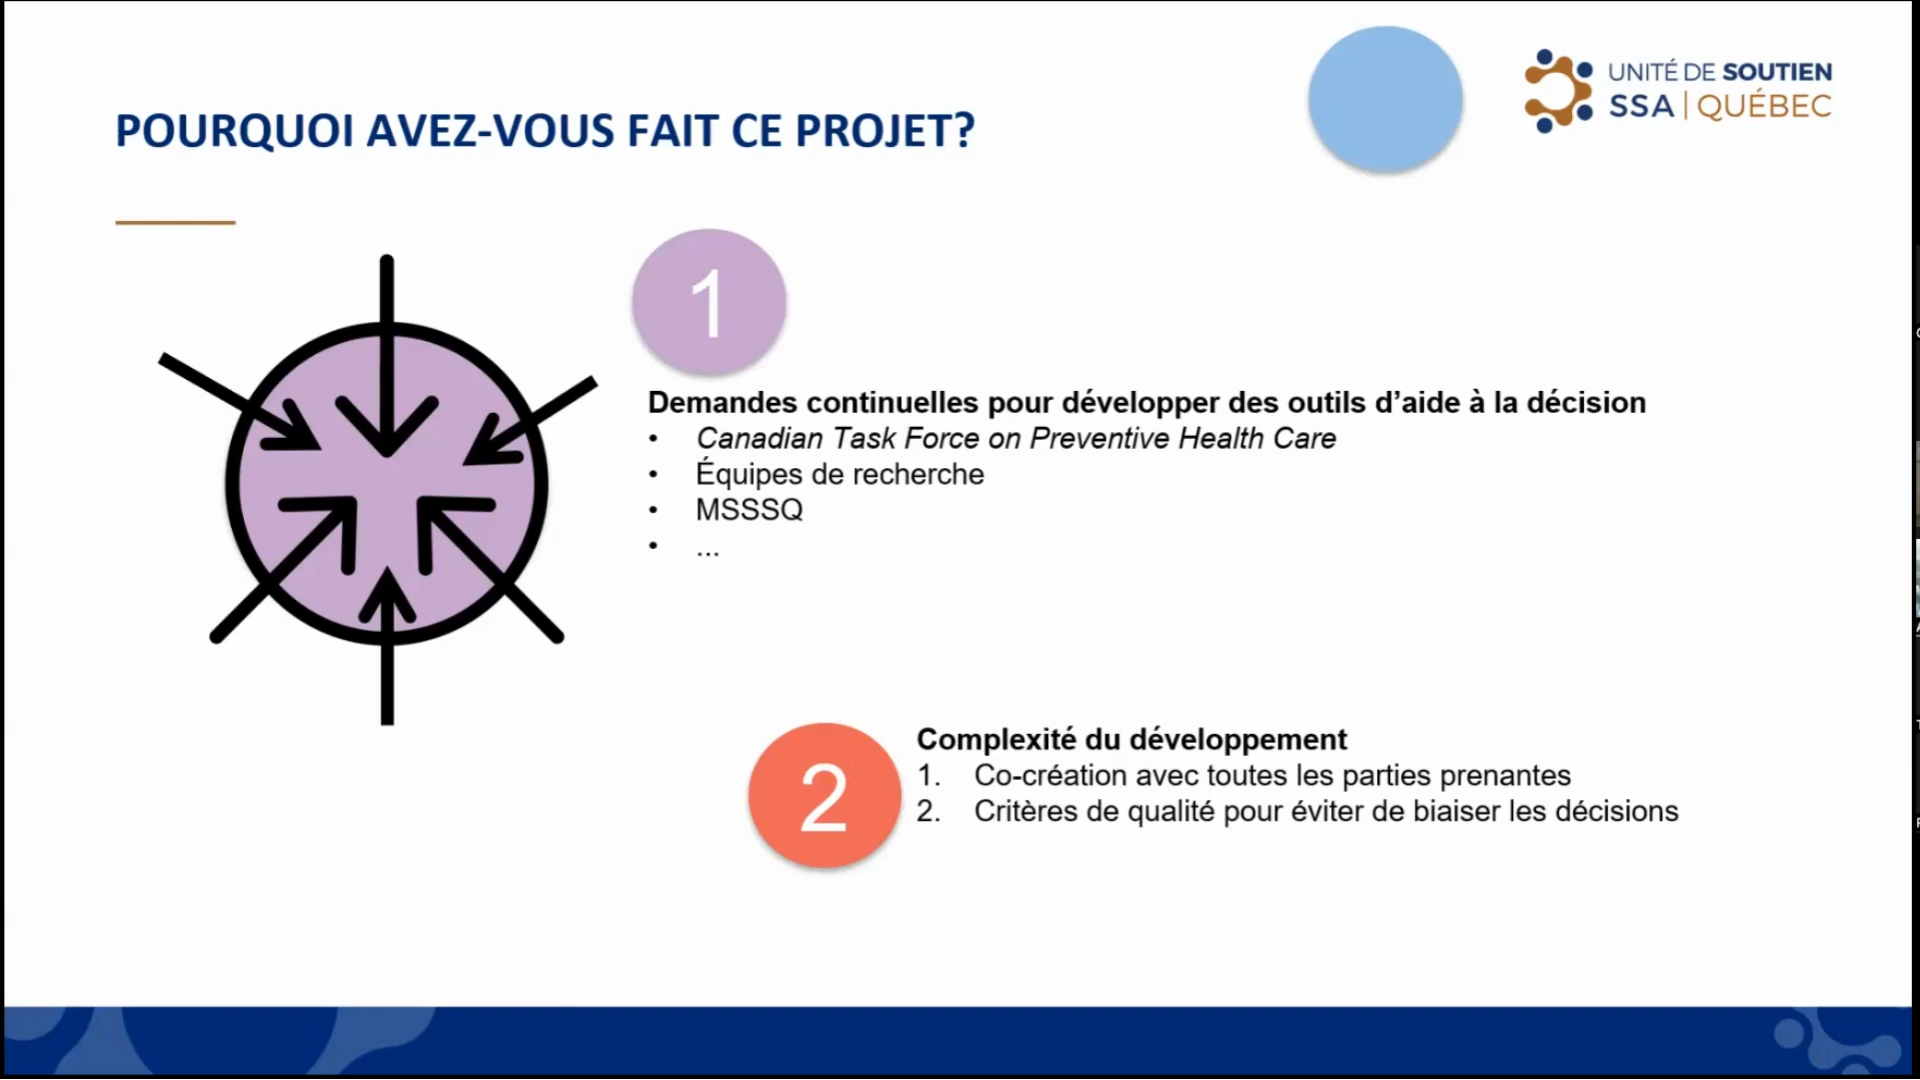 UNITÉ DE SOUTIEN
SSA | QUÉBEC
POURQUOI AVEZ-VOUS FAIT CE PROJET?
1
Demandes continuelles pour développer des outils d’aide à la décision
• Canadian Task Force on Preventive Health Care
• Équipes de recherche
• MSSSQ
• ...
2
Complexité du développement
1. Co-création avec toutes les parties prenantes
2. Critères de qualité pour éviter de biaiser les décisions